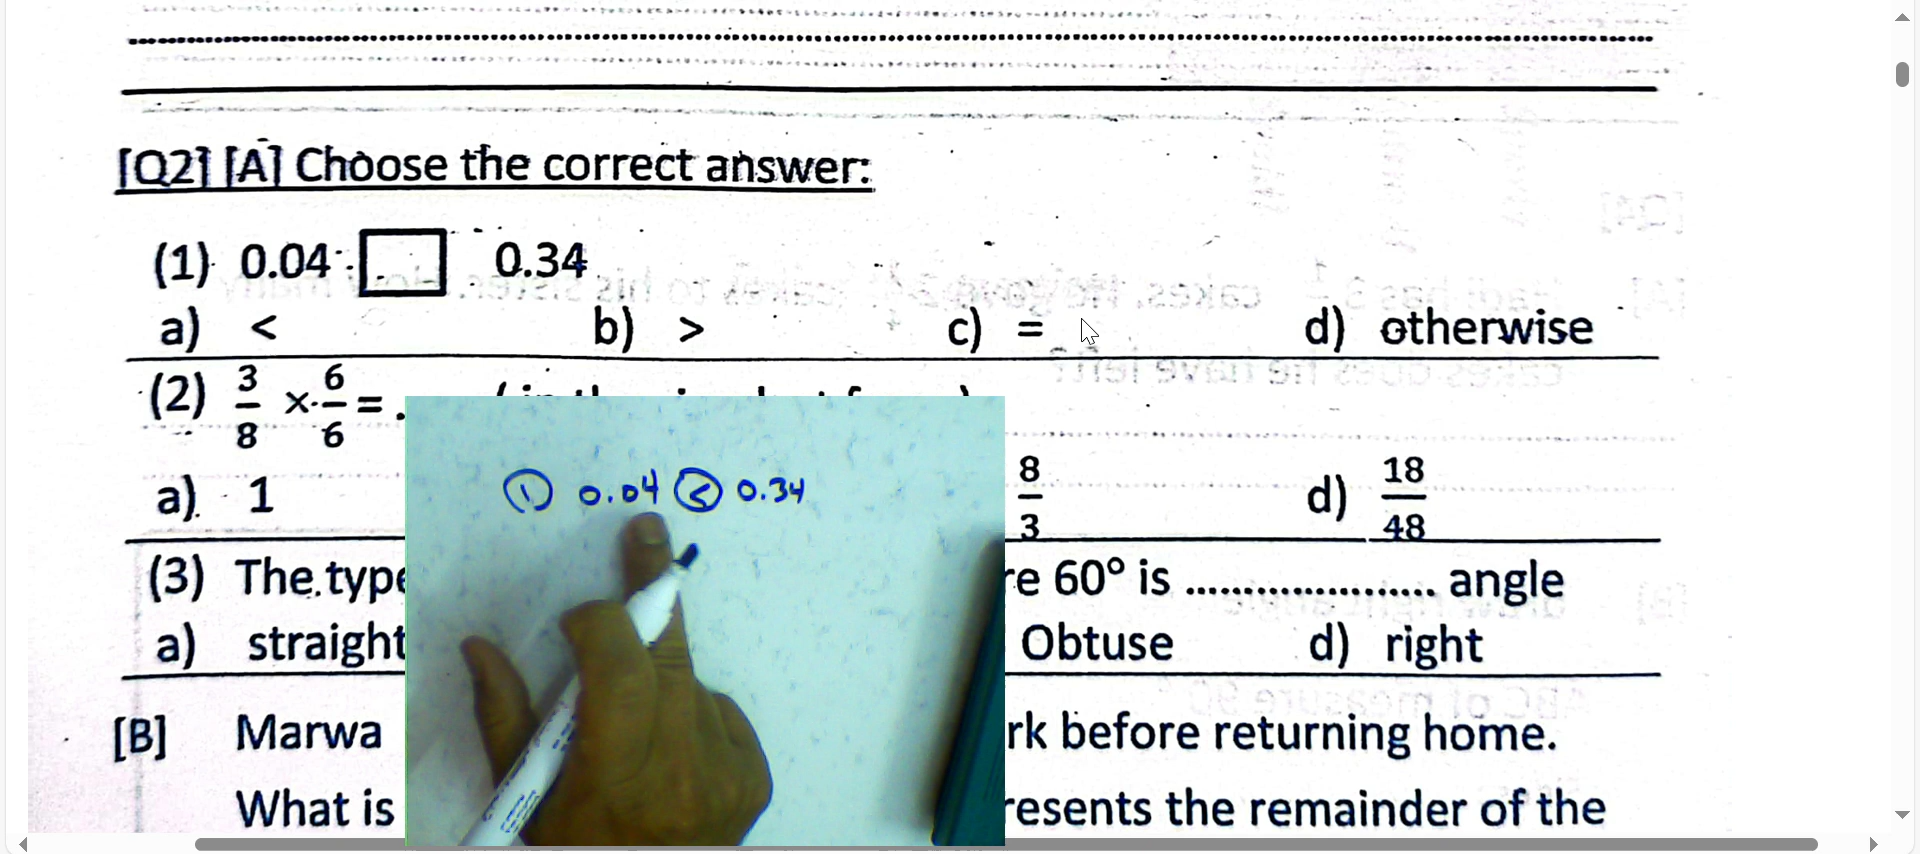 [Q2] [A] Choose the correct answer:
(1) 0.04 0.34
a) < b) > c) = d) otherwise
(2) 3/8 × 6/6 =
a) 1 8/3 d) 18/48
① 0.04 < 0.34
(3) The type 60° is .................... angle
a) straight Obtuse d) right
[B] Marwa before returning home.
What is the remainder of the